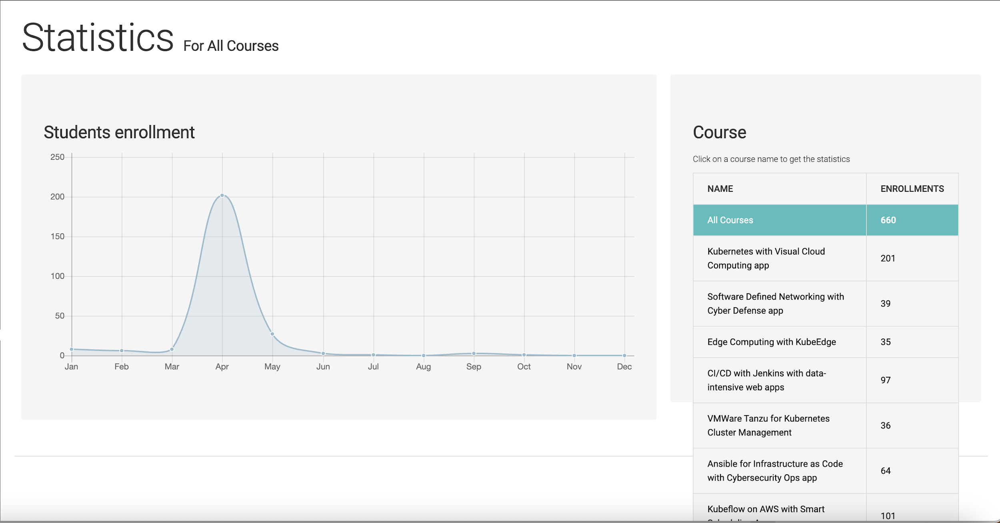 Statistics For All Courses
Students enrollment
250
200
150
100
50
0
Jan Feb Mar Apr May Jun Jul Aug Sep Oct Nov Dec
Course
Click on a course name to get the statistics
NAME ENROLLMENTS
All Courses 660
Kubernetes with Visual Cloud
Computing app
201
Software Defined Networking with
Cyber Defense app
39
Edge Computing with KubeEdge 35
CI/CD with Jenkins with data-
intensive web apps
97
VMWare Tanzu for Kubernetes
Cluster Management
36
Ansible for Infrastructure as Code
with Cybersecurity Ops app
64
Kubeflow on AWS with Smart
101